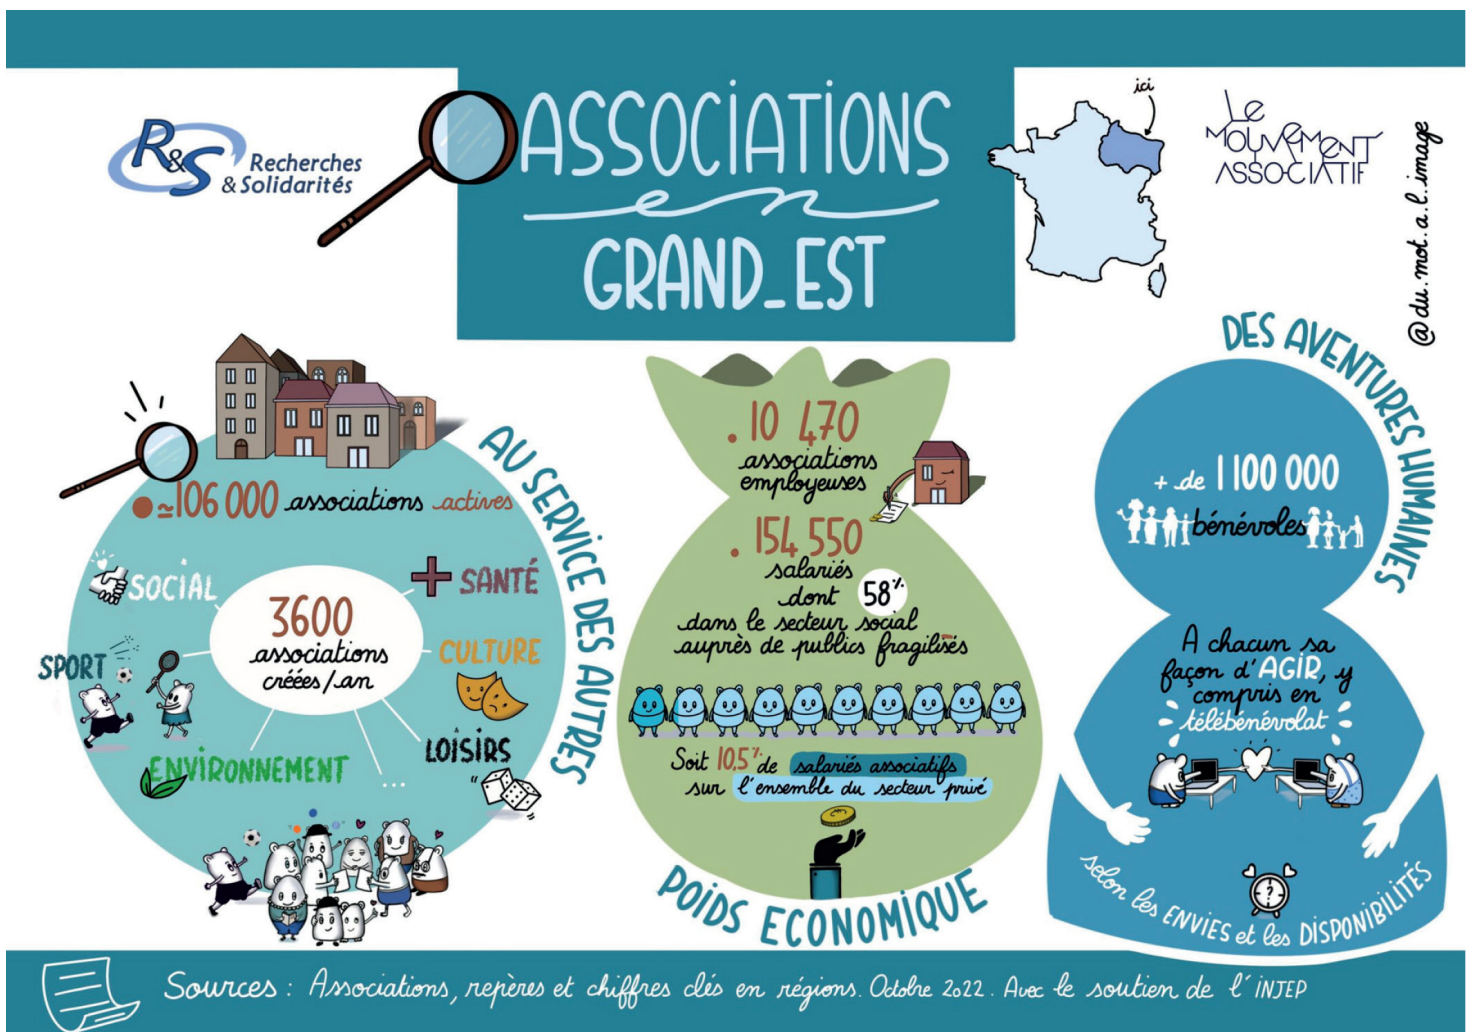 R&S Recherches
& Solidarités
ASSOCIATIONS
en
GRAND_EST
ici
Le
MOUVEMENT
ASSOCIATIF
@du.mot.a.l.image
AU SERVICE DES AUTRES
≃106 000 associations actives
SOCIAL
SANTÉ
3600
associations
créées/an
SPORT
CULTURE
ENVIRONNEMENT
LOISIRS
...
. 10 470
associations
employeuses
. 154 550
salariés
dont 58%
dans le secteur social
auprès de publics fragilisés
Soit 10,5% de salariés associatifs
sur l'ensemble du secteur privé
POIDS ECONOMIQUE
DES AVENTURES HUMAINES
+ de 1 100 000
bénévoles
A chacun sa
façon d'AGIR, y
compris en
télébénévolat
?
selon les ENVIES et les DISPONIBILITÉS
Sources : Associations, repères et chiffres clés en régions. Octobre 2022. Avec le soutien de l'INJEP